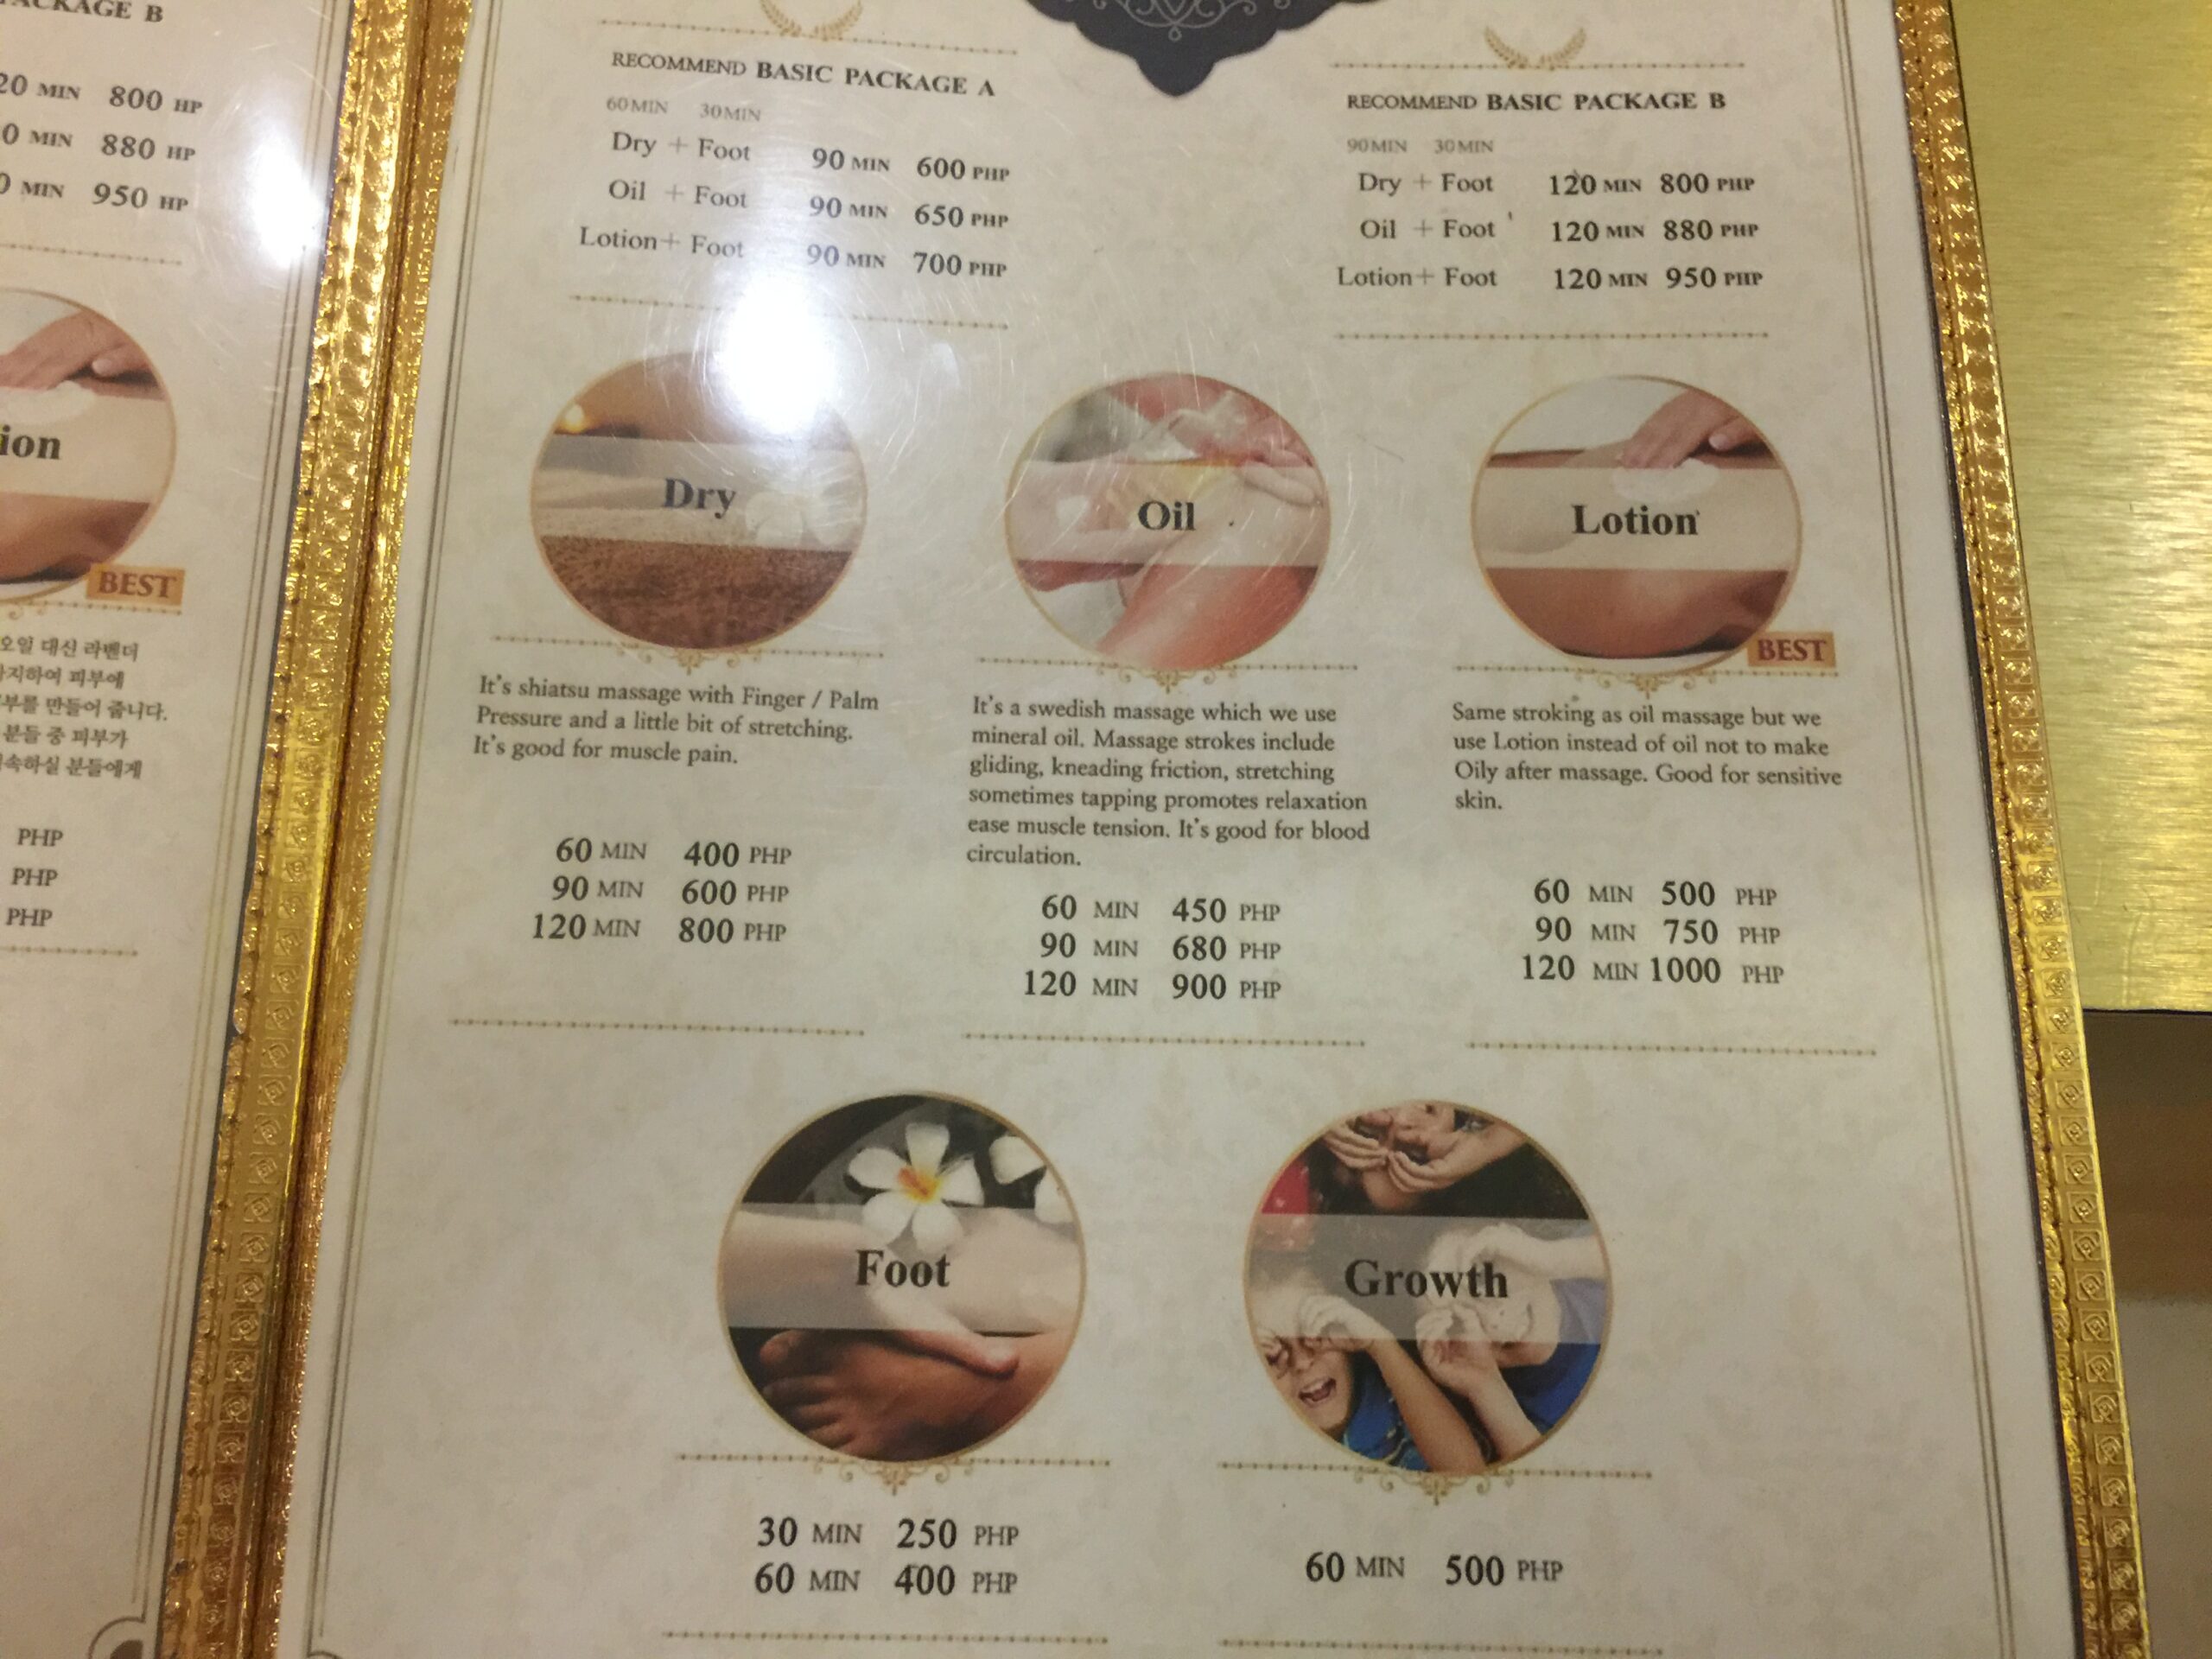 PACKAGE B
20 MIN 800 HP
0 MIN 880 HP
0 MIN 950 HP
ion
BEST
오일 대신 라벤더
피부에
부를 만들어 줍니다.
분들 중 피부가
속하실 분들에게
PHP
PHP
PHP
RECOMMEND BASIC PACKAGE A
60MIN 30MIN
Dry + Foot 90 MIN 600 PHP
Oil + Foot 90 MIN 650 PHP
Lotion + Foot 90 MIN 700 PHP
RECOMMEND BASIC PACKAGE B
90MIN 30MIN
Dry + Foot 120 MIN 800 PHP
Oil + Foot 120 MIN 880 PHP
Lotion + Foot 120 MIN 950 PHP
Dry
It's shiatsu massage with Finger / Palm
Pressure and a little bit of stretching.
It's good for muscle pain.
60 MIN 400 PHP
90 MIN 600 PHP
120 MIN 800 PHP
Oil
It's a swedish massage which we use
mineral oil. Massage strokes include
gliding, kneading friction, stretching
sometimes tapping promotes relaxation
ease muscle tension. It's good for blood
circulation.
60 MIN 450 PHP
90 MIN 680 PHP
120 MIN 900 PHP
Lotion
BEST
Same stroking as oil massage but we
use Lotion instead of oil not to make
Oily after massage. Good for sensitive
skin.
60 MIN 500 PHP
90 MIN 750 PHP
120 MIN 1000 PHP
Foot
30 MIN 250 PHP
60 MIN 400 PHP
Growth
60 MIN 500 PHP